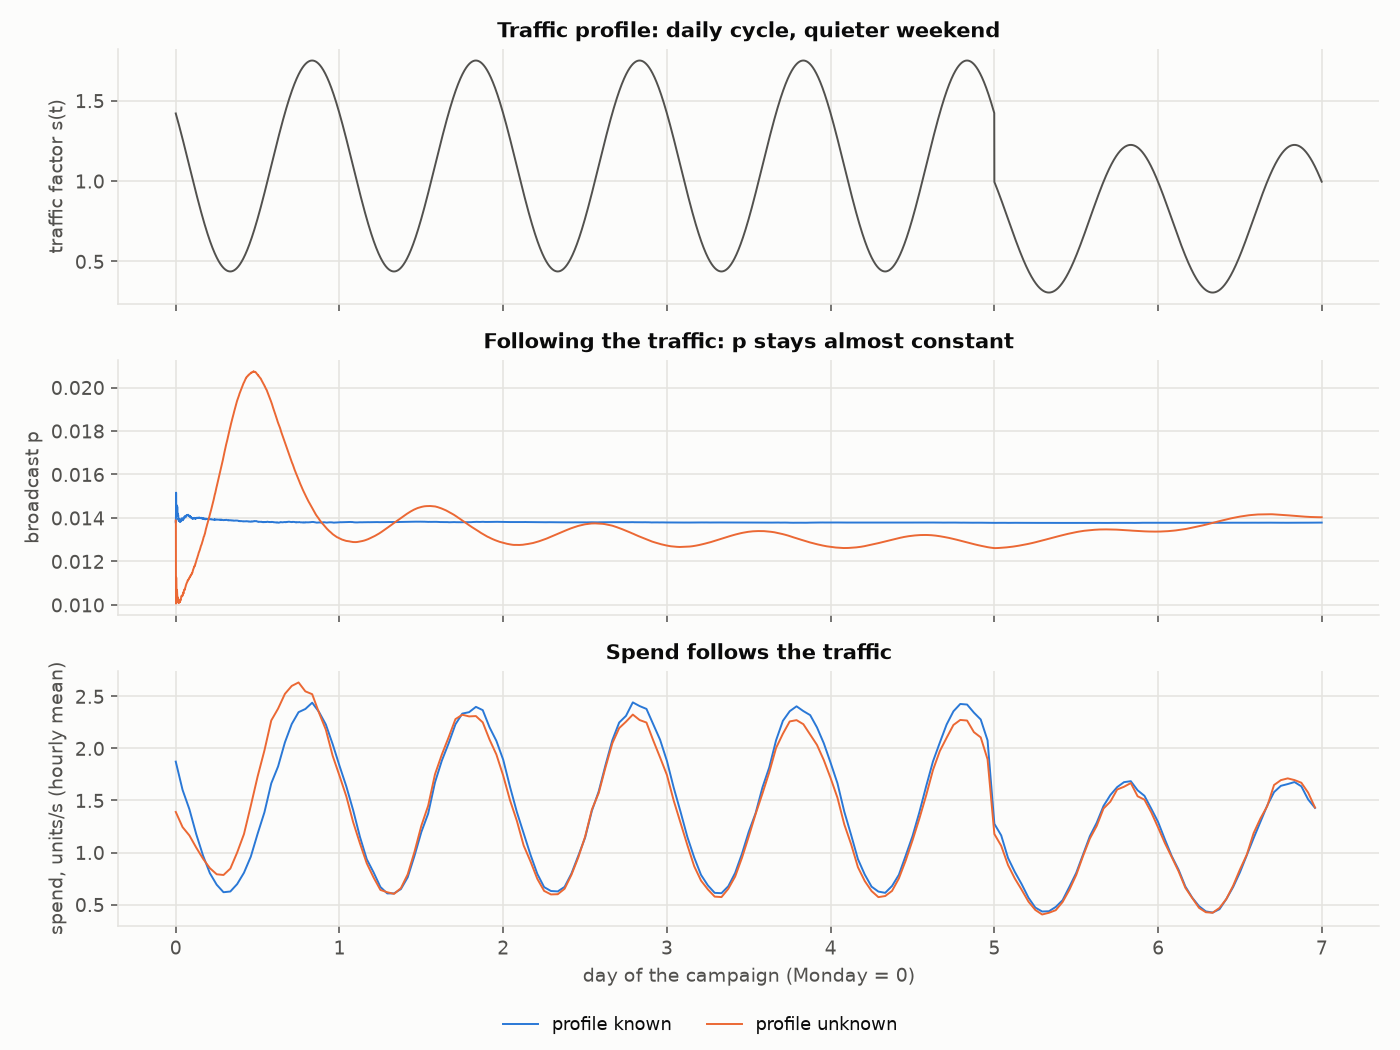 Traffic profile: daily cycle, quieter weekend
traffic factor s(t)
1.5
1.0
0.5
Following the traffic: p stays almost constant
broadcast p
0.020
0.018
0.016
0.014
0.012
0.010
Spend follows the traffic
spend, units/s (hourly mean)
2.5
2.0
1.5
1.0
0.5
0 1 2 3 4 5 6 7
day of the campaign (Monday = 0)
profile known profile unknown